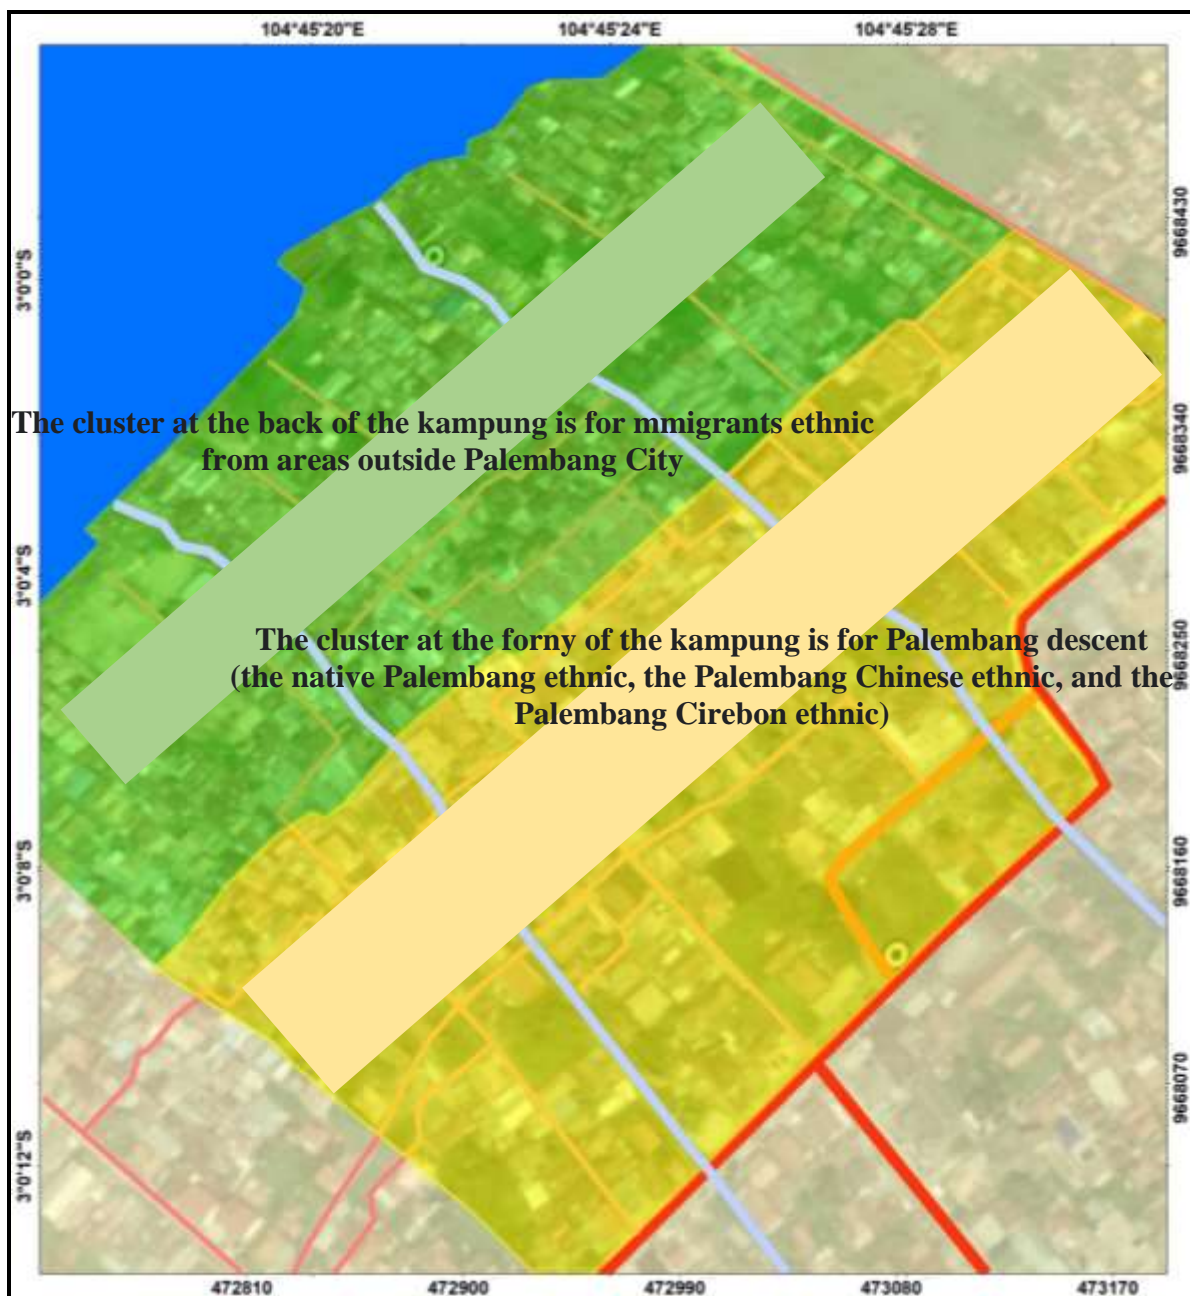 104°45'20"E 104°45'24"E 104°45'28"E
9668430
3°0'0"S
9668340
The cluster at the back of the kampung is for mmigrants ethnic
from areas outside Palembang City
3°0'4"S
9668250
The cluster at the forny of the kampung is for Palembang descent
(the native Palembang ethnic, the Palembang Chinese ethnic, and the
Palembang Cirebon ethnic)
3°0'8"S
9668160
9668070
3°0'12"S
472810 472900 472990 473080 473170